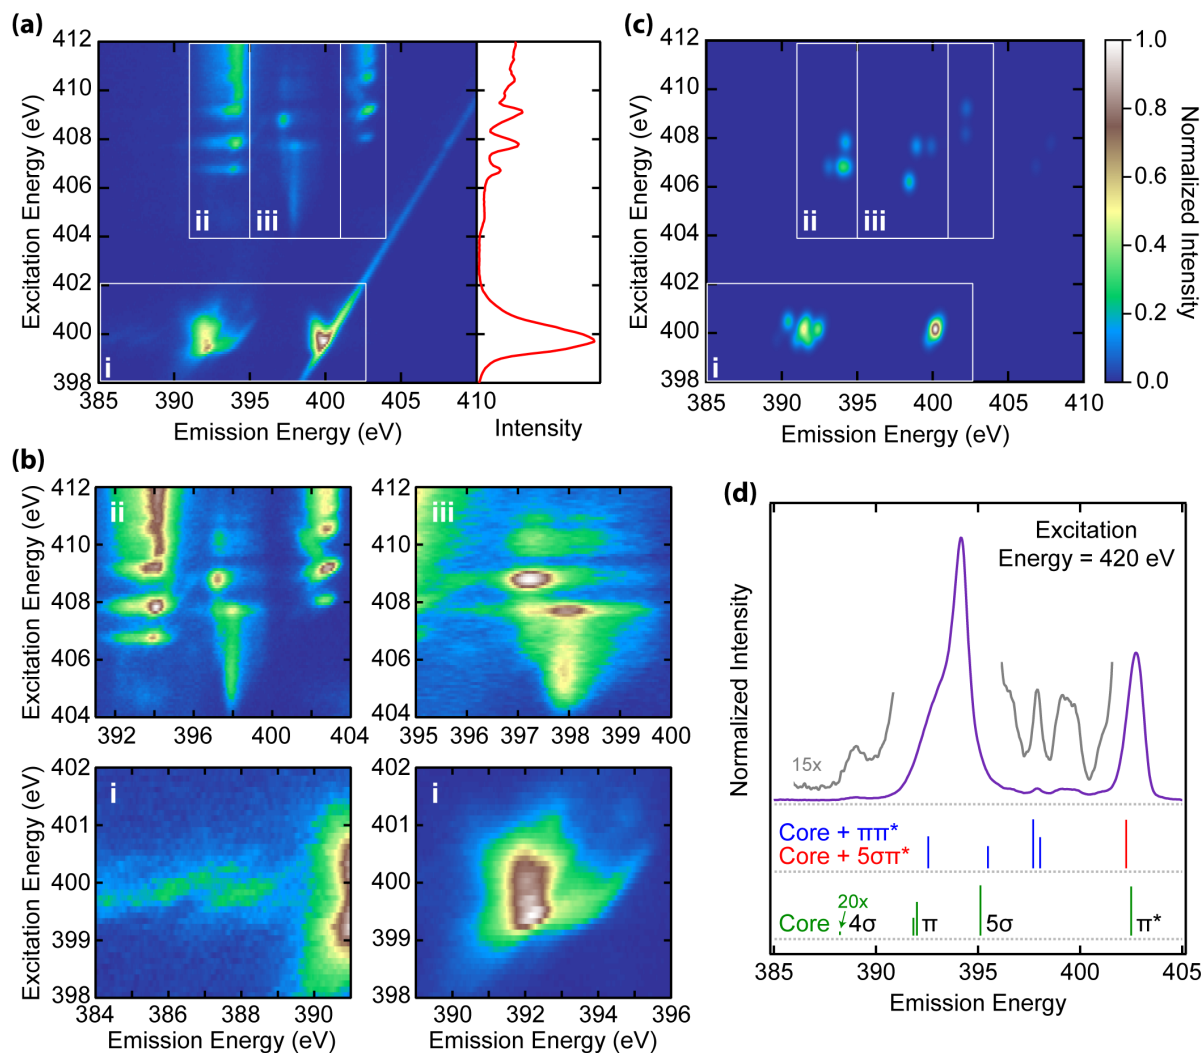 (a)
412
410
408
406
404
402
400
398
Excitation Energy (eV)
ii
iii
i
385
390
395
400
405
410
Emission Energy (eV)
Intensity
(c)
412
410
408
406
404
402
400
398
Excitation Energy (eV)
ii
iii
i
385
390
395
400
405
410
Emission Energy (eV)
1.0
0.8
0.6
0.4
0.2
0.0
Normalized Intensity
(b)
412
410
408
406
404
Excitation Energy (eV)
ii
392
396
400
404
412
410
408
406
404
iii
395
396
397
398
399
400
402
401
400
399
398
Excitation Energy (eV)
i
384
386
388
390
Emission Energy (eV)
402
401
400
399
398
i
390
392
394
396
Emission Energy (eV)
(d)
Excitation
Energy = 420 eV
Normalized Intensity
15x
Core + ππ*
Core + 5σπ*
20x
Core
4σ
π
5σ
π*
385
390
395
400
405
Emission Energy